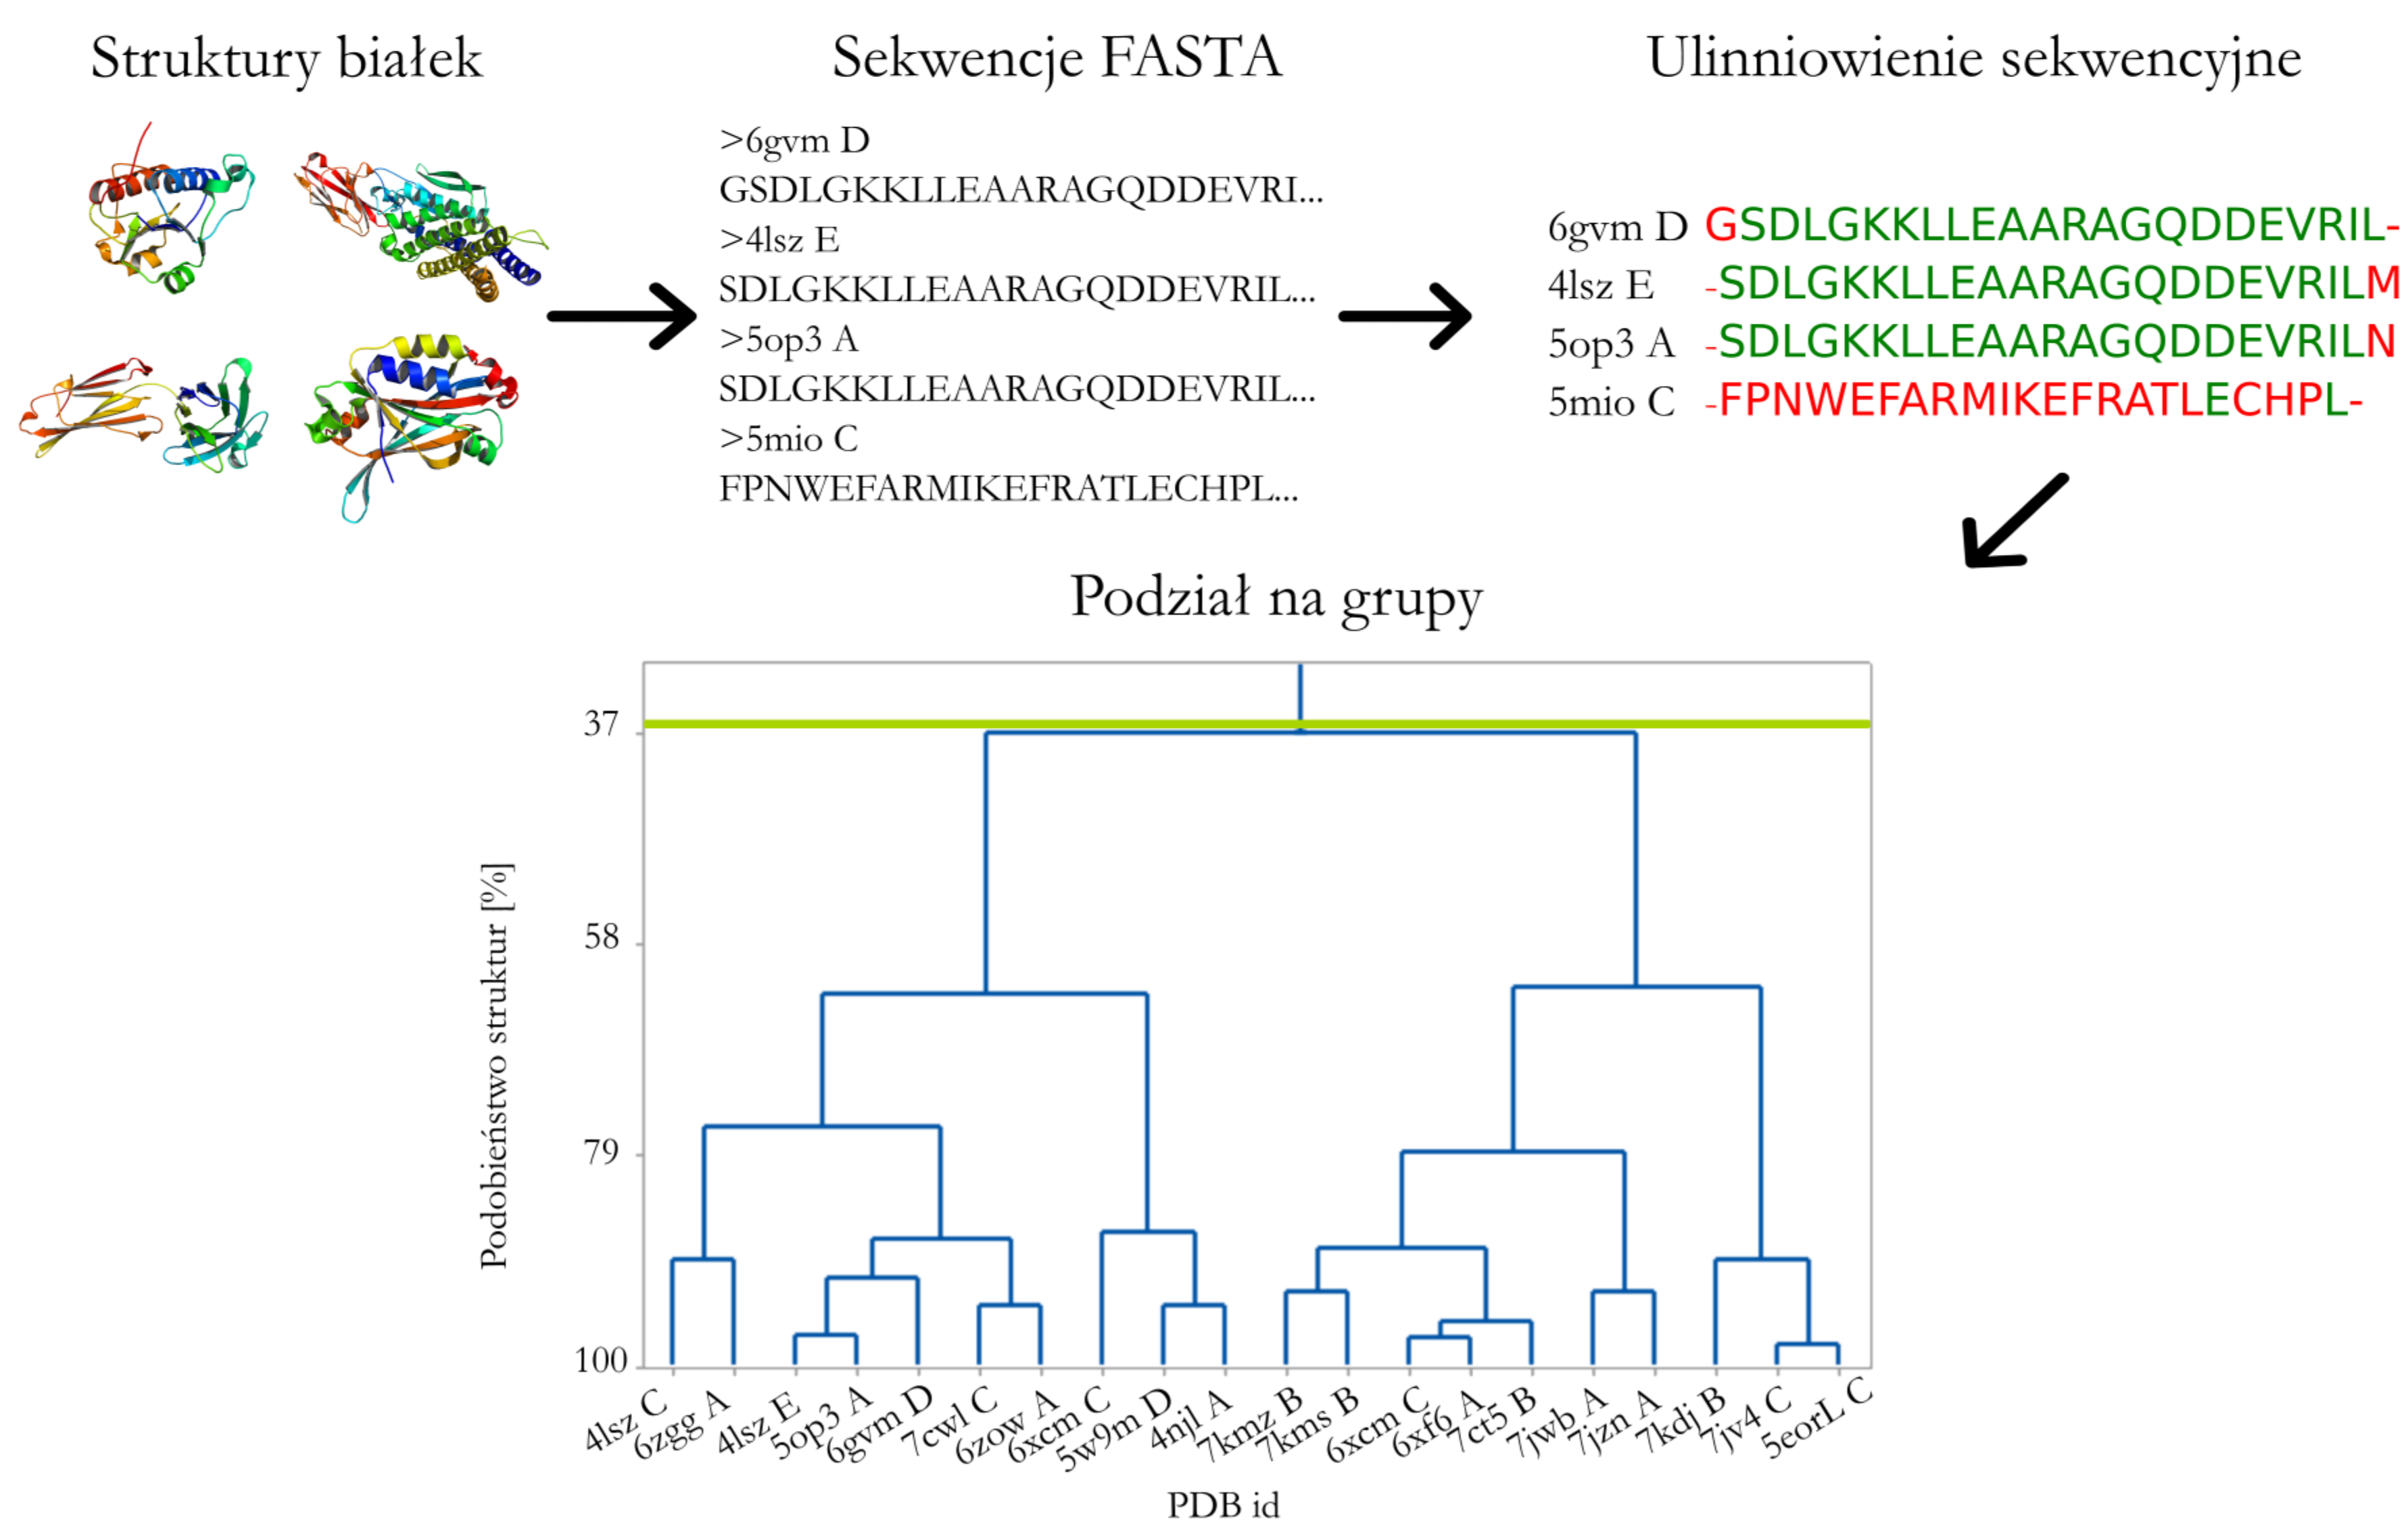 Struktury białek
Sekwencje FASTA
Ulinniowienie sekwencyjne
>6gvm D
GSDLGKKLLEAARAGQDDEVRI...
>4lsz E
SDLGKKLLEAARAGQDDEVRIL...
>5op3 A
SDLGKKLLEAARAGQDDEVRIL...
>5mio C
FPNWEFARMIKEFRATLECHPL...
6gvm D GSDLGKKLLEAARAGQDDEVRIL-
4lsz E -SDLGKKLLEAARAGQDDEVRILM
5op3 A -SDLGKKLLEAARAGQDDEVRILN
5mio C -FPNWEFARMIKEFRATLECHPL-
Podział na grupy
Podobieństwo struktur [%]
37
58
79
100
4lsz C
6zgg A
4lsz E
5op3 A
6gvm D
7cwl C
6zow A
6xcm C
5w9m D
4njl A
7kmz B
7kms B
6xcm C
6xf6 A
7ct5 B
7jwb A
7jzn A
7kdj B
7jv4 C
5eorL C
PDB id